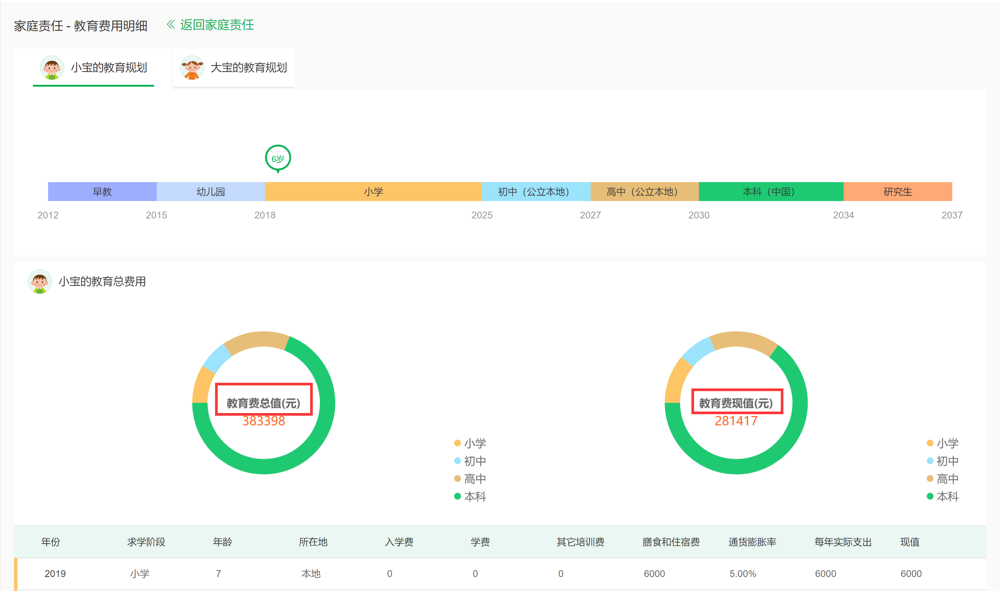 家庭责任 - 教育费用明细 返回家庭责任
小宝的教育规划 大宝的教育规划
6岁
早教 幼儿园 小学 初中（公立本地） 高中（公立本地） 本科（中国） 研究生
2012 2015 2018 2025 2027 2030 2034 2037
小宝的教育总费用
教育费总值(元)
383398
小学
初中
高中
本科
教育费现值(元)
281417
小学
初中
高中
本科
年份 求学阶段 年龄 所在地 入学费 学费 其它培训费 膳食和住宿费 通货膨胀率 每年实际支出 现值
2019 小学 7 本地 0 0 0 6000 5.00% 6000 6000